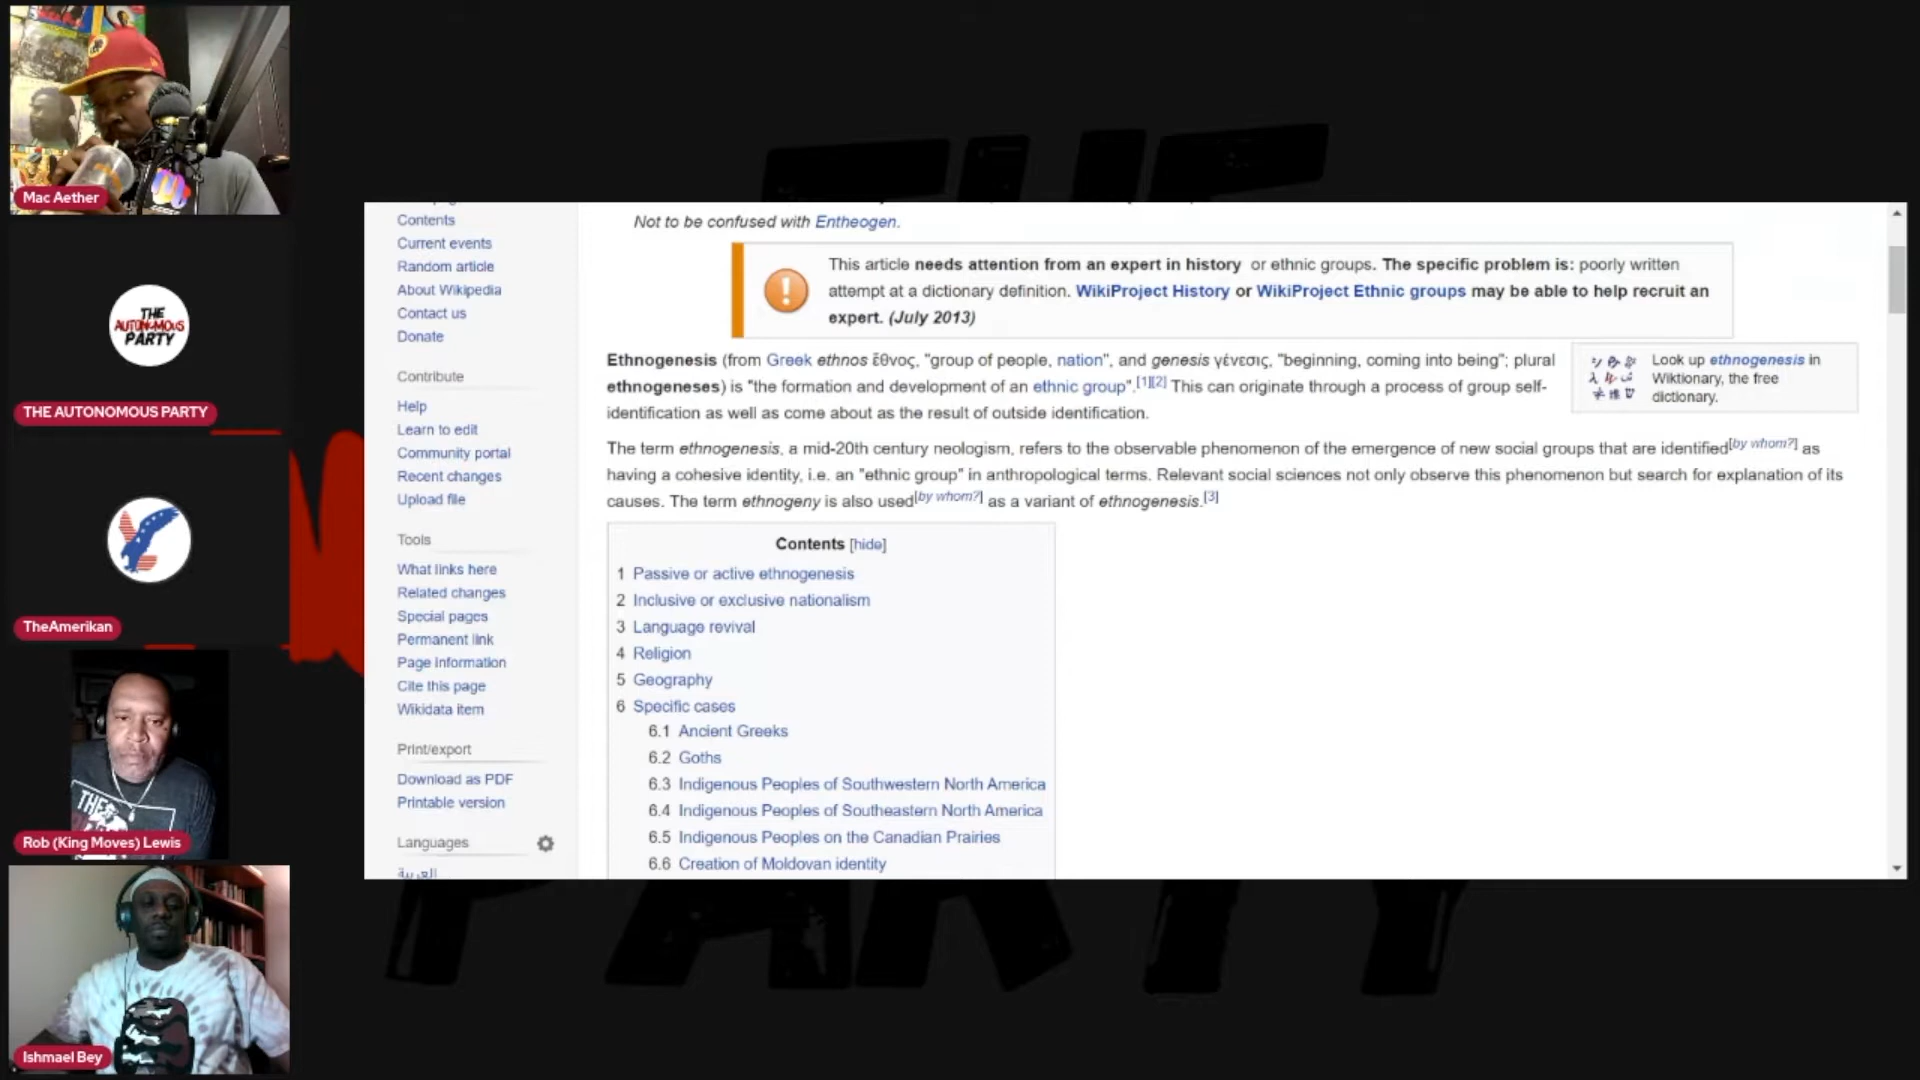 Mac Aether
THE
AUTONOMOUS
PARTY
THE AUTONOMOUS PARTY
TheAmerikan
THE
Rob (King Moves) Lewis
Ishmael Bey
THE
PARTY
Contents
Current events
Random article
About Wikipedia
Contact us
Donate
Contribute
Help
Learn to edit
Community portal
Recent changes
Upload file
Tools
What links here
Related changes
Special pages
Permanent link
Page information
Cite this page
Wikidata item
Print/export
Download as PDF
Printable version
Languages
العربية
Not to be confused with Entheogen.
This article needs attention from an expert in history or ethnic groups. The specific problem is: poorly written
attempt at a dictionary definition. WikiProject History or WikiProject Ethnic groups may be able to help recruit an
expert. (July 2013)
Ethnogenesis (from Greek ethnos ἔθνος, "group of people, nation", and genesis γένεσις, "beginning, coming into being"; plural
ethnogeneses) is "the formation and development of an ethnic group".[1][2] This can originate through a process of group self-
identification as well as come about as the result of outside identification.
Look up ethnogenesis in
Wiktionary, the free
dictionary.
The term ethnogenesis, a mid-20th century neologism, refers to the observable phenomenon of the emergence of new social groups that are identified[by whom?] as
having a cohesive identity, i.e. an "ethnic group" in anthropological terms. Relevant social sciences not only observe this phenomenon but search for explanation of its
causes. The term ethnogeny is also used[by whom?] as a variant of ethnogenesis.[3]
Contents [hide]
1 Passive or active ethnogenesis
2 Inclusive or exclusive nationalism
3 Language revival
4 Religion
5 Geography
6 Specific cases
6.1 Ancient Greeks
6.2 Goths
6.3 Indigenous Peoples of Southwestern North America
6.4 Indigenous Peoples of Southeastern North America
6.5 Indigenous Peoples on the Canadian Prairies
6.6 Creation of Moldovan identity